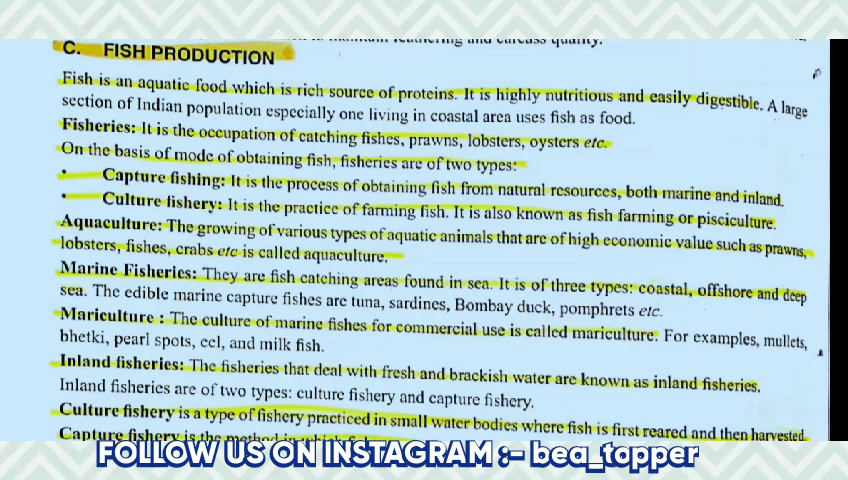 and carcass quality.
C. FISH PRODUCTION
Fish is an aquatic food which is rich source of proteins. It is highly nutritious and easily digestible. A large
section of Indian population especially one living in coastal area uses fish as food.
Fisheries: It is the occupation of catching fishes, prawns, lobsters, oysters etc.
On the basis of mode of obtaining fish, fisheries are of two types:
• Capture fishing: It is the process of obtaining fish from natural resources, both marine and inland.
• Culture fishery: It is the practice of farming fish. It is also known as fish farming or pisciculture.
Aquaculture: The growing of various types of aquatic animals that are of high economic value such as prawns,
lobsters, fishes, crabs etc is called aquaculture.
Marine Fisheries: They are fish catching areas found in sea. It is of three types: coastal, offshore and deep
sea. The edible marine capture fishes are tuna, sardines, Bombay duck, pomphrets etc.
Mariculture : The culture of marine fishes for commercial use is called mariculture. For examples, mullets,
bhetki, pearl spots, eel, and milk fish.
Inland fisheries: The fisheries that deal with fresh and brackish water are known as inland fisheries.
Inland fisheries are of two types: culture fishery and capture fishery.
Culture fishery is a type of fishery practiced in small water bodies where fish is first reared and then harvested.
Capture fishery is the method in which
FOLLOW US ON INSTAGRAM :- bea_topper